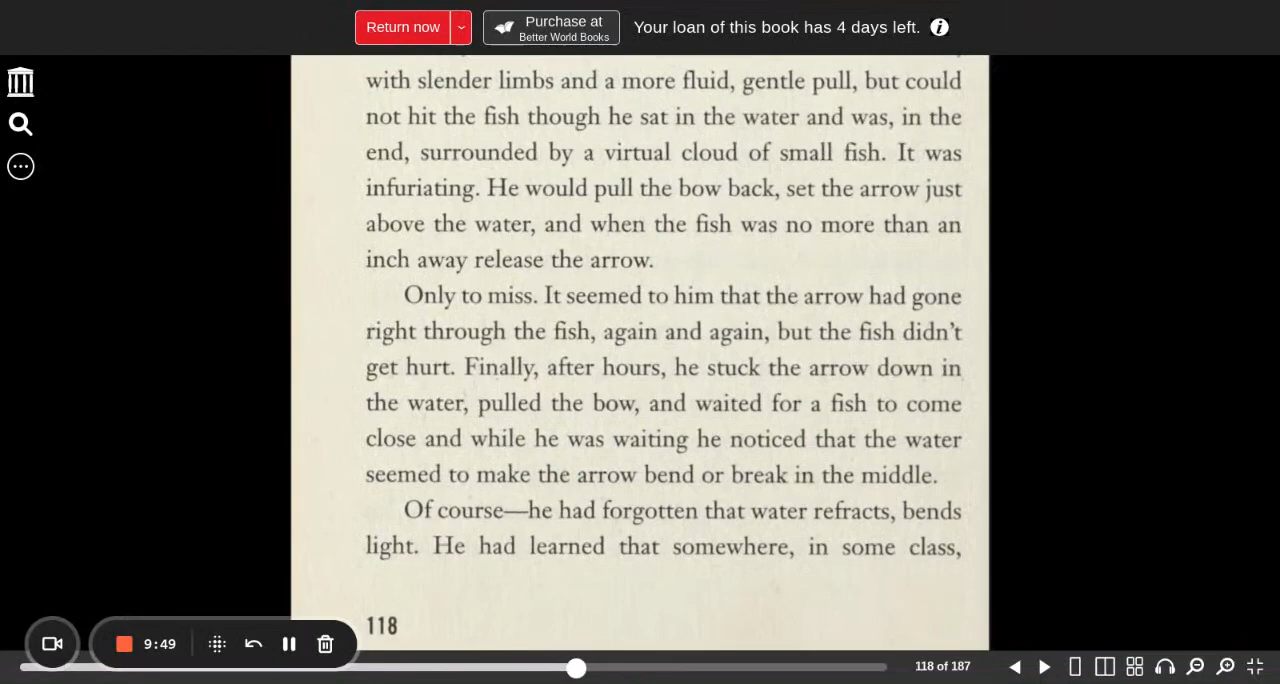 Return now
Purchase at
Better World Books
Your loan of this book has 4 days left.
with slender limbs and a more fluid, gentle pull, but could
not hit the fish though he sat in the water and was, in the
end, surrounded by a virtual cloud of small fish. It was
infuriating. He would pull the bow back, set the arrow just
above the water, and when the fish was no more than an
inch away release the arrow.
Only to miss. It seemed to him that the arrow had gone
right through the fish, again and again, but the fish didn't
get hurt. Finally, after hours, he stuck the arrow down in
the water, pulled the bow, and waited for a fish to come
close and while he was waiting he noticed that the water
seemed to make the arrow bend or break in the middle.
Of course—he had forgotten that water refracts, bends
light. He had learned that somewhere, in some class,
118
9:49
118 of 187